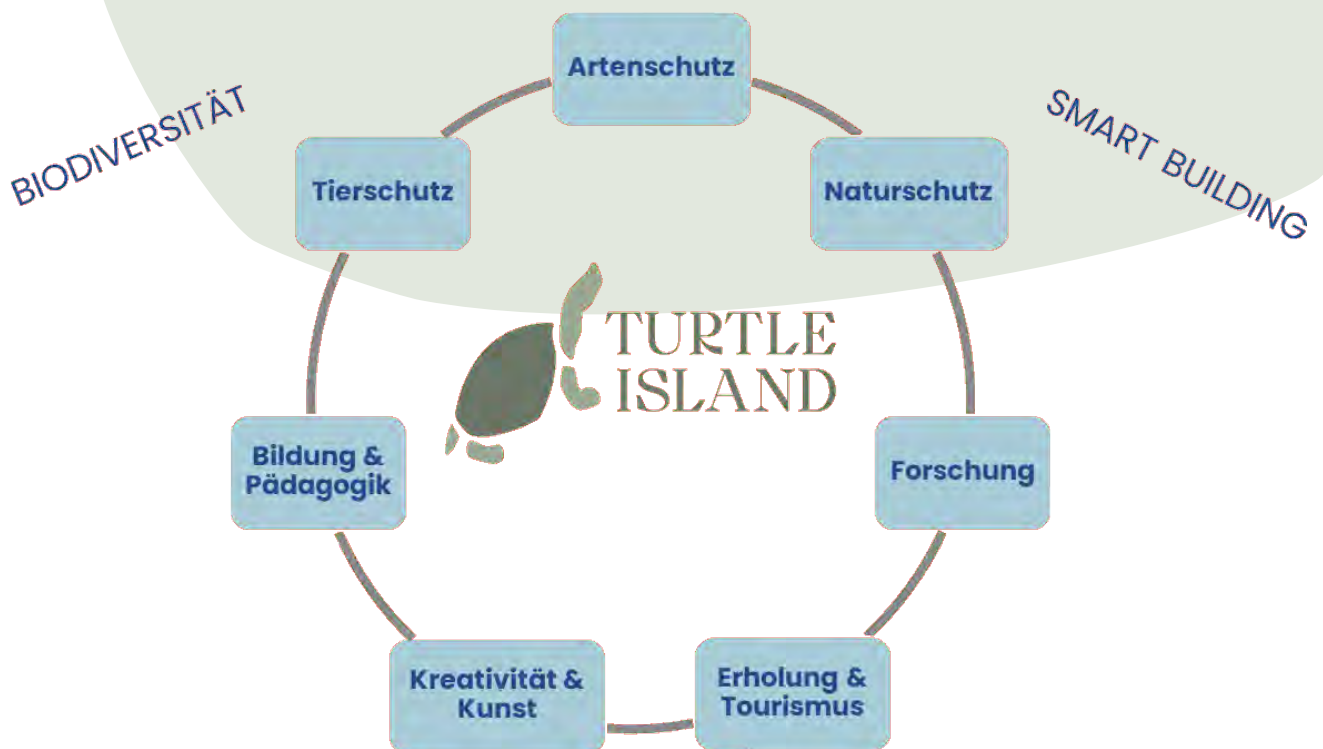 Artenschutz
BIODIVERSITÄT
SMART BUILDING
Tierschutz
Naturschutz
TURTLE
ISLAND
Bildung &
Pädagogik
Forschung
Kreativität &
Kunst
Erholung &
Tourismus